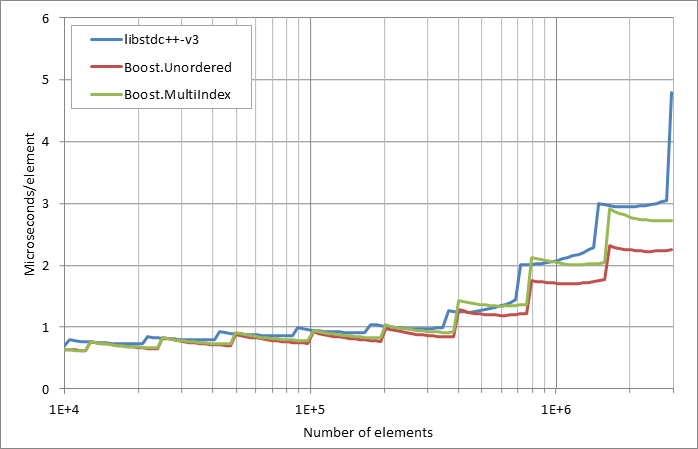 6
libstdc++-v3
Boost.Unordered
Boost.MultiIndex
5
4
3
2
1
0
Microseconds/element
1E+4
1E+5
1E+6
Number of elements